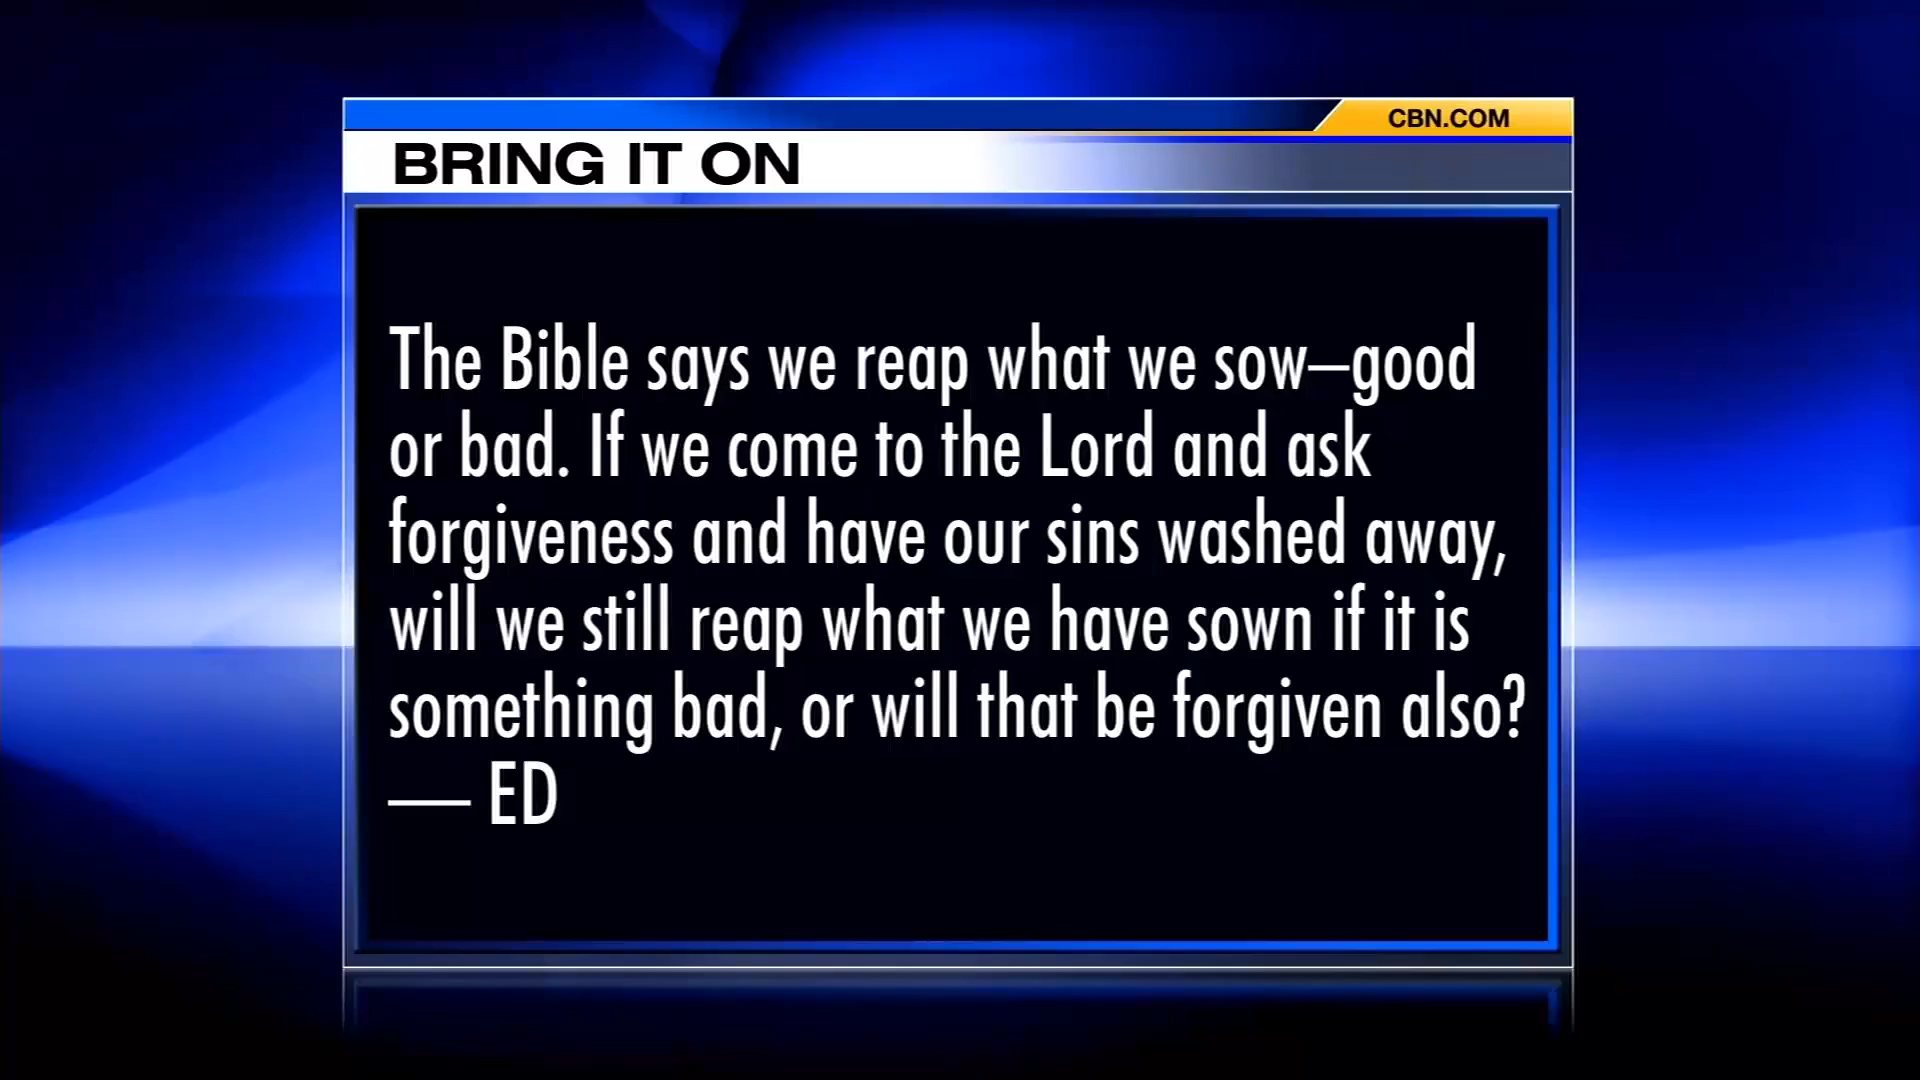 CBN.COM
BRING IT ON
The Bible says we reap what we sow–good
or bad. If we come to the Lord and ask
forgiveness and have our sins washed away,
will we still reap what we have sown if it is
something bad, or will that be forgiven also?
— ED